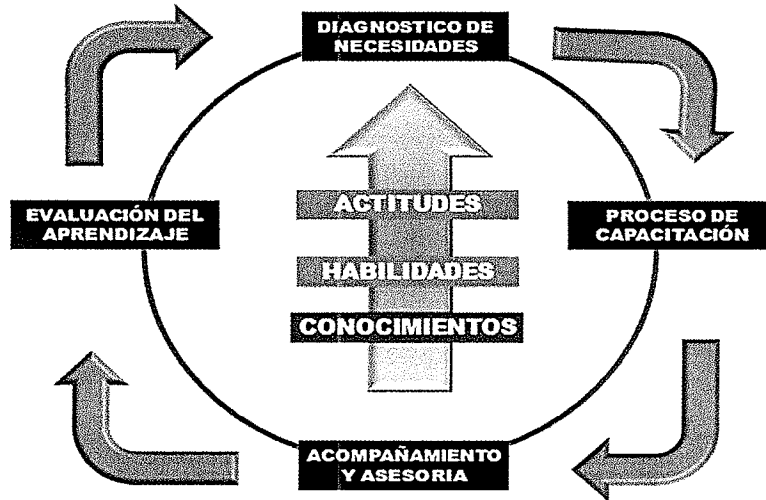 DIAGNOSTICO DE
NECESIDADES
ACTITUDES
HABILIDADES
CONOCIMIENTOS
EVALUACIÓN DEL
APRENDIZAJE
PROCESO DE
CAPACITACIÓN
ACOMPAÑAMIENTO
Y ASESORIA